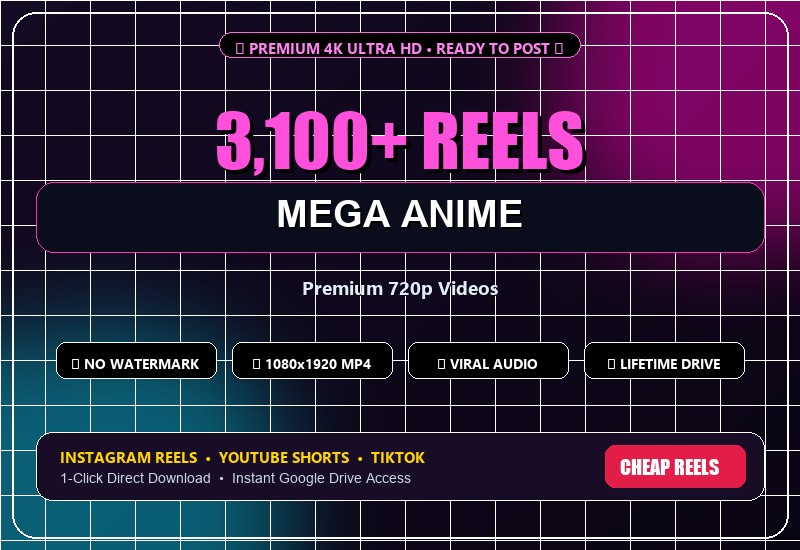 PREMIUM 4K ULTRA HD • READY TO POST
3,100+ REELS
MEGA ANIME
Premium 720p Videos
NO WATERMARK
1080x1920 MP4
VIRAL AUDIO
LIFETIME DRIVE
INSTAGRAM REELS • YOUTUBE SHORTS • TIKTOK
1-Click Direct Download • Instant Google Drive Access
CHEAP REELS